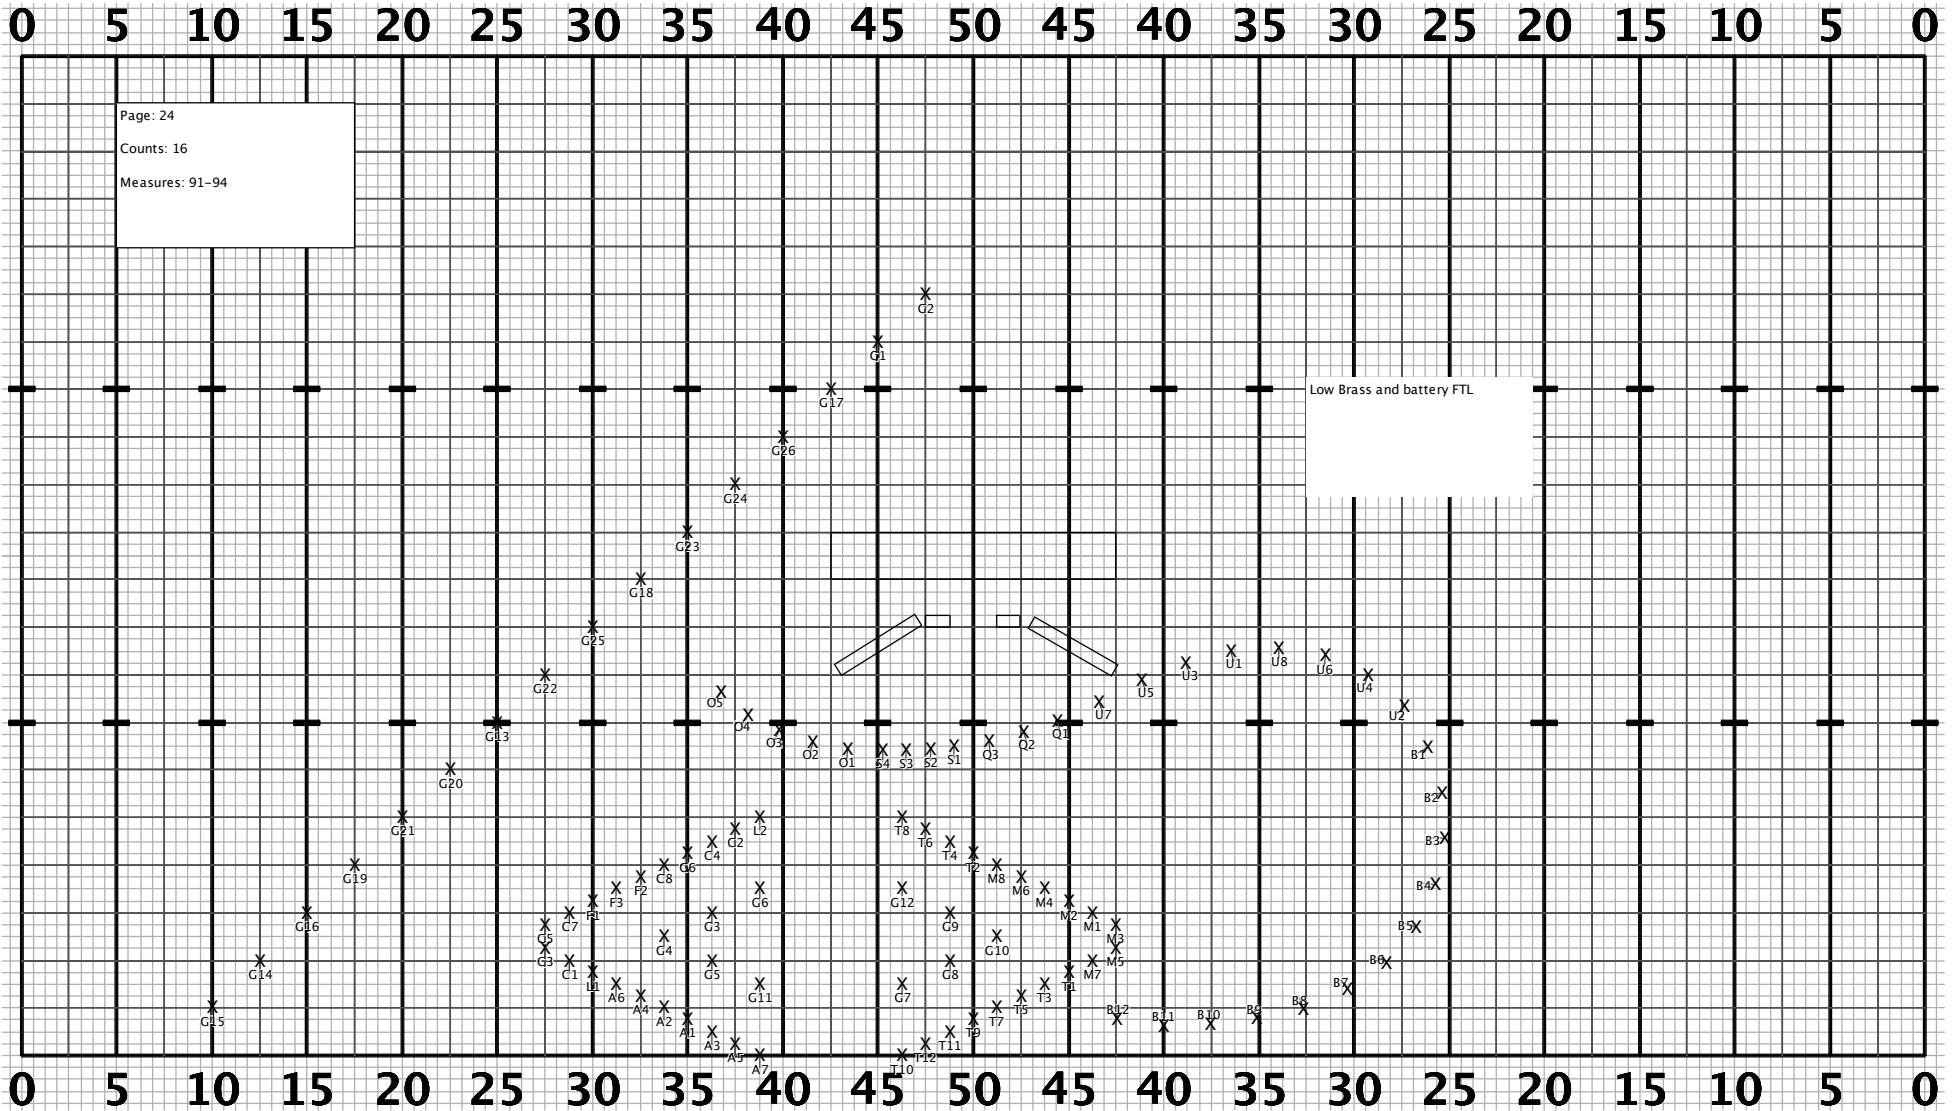 0 5 10 15 20 25 30 35 40 45 50 45 40 35 30 25 20 15 10 5 0
Page: 24
Counts: 16
Measures: 91-94
G2
G1
Low Brass and battery FTL
G17
G26
G24
G23
G18
G25
U1 U8
U6
U3
G22 U5 U4
O5 U7 U2
O4
G13 O3 Q1
O2 Q2
O1 S4 S3 S2 S1 Q3 B1
G20
B2
G21 C2 L2 T8 T6
C4 T4 B3
G6 T2
G19 C8 M8
F2 M6 B4
F3 G6 G12 M4
F1 M2
G16 C7 G3 G9 M1 B5
G5 M3
G4 G10
C3 M5 B6
G14 C1 G5 G8 M7
L1 T1 B7
A6 G11 G7 T3
A4 T5 B8
G15 A2 T7 B12 B11 B10 B9
A1 T9
A3 T11
A5 T12
A7 T10
0 5 10 15 20 25 30 35 40 45 50 45 40 35 30 25 20 15 10 5 0